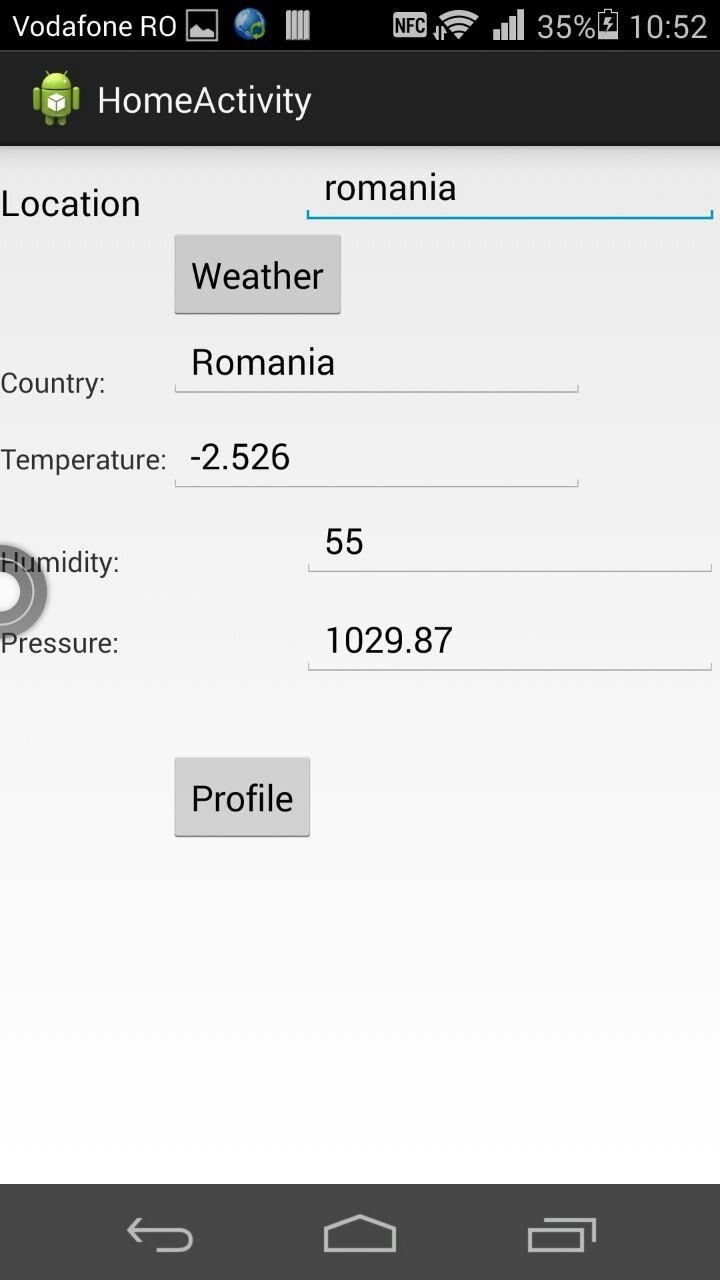 Vodafone RO NFC 35% 10:52
HomeActivity
Location romania
Weather
Country: Romania
Temperature: -2.526
Humidity: 55
Pressure: 1029.87
Profile